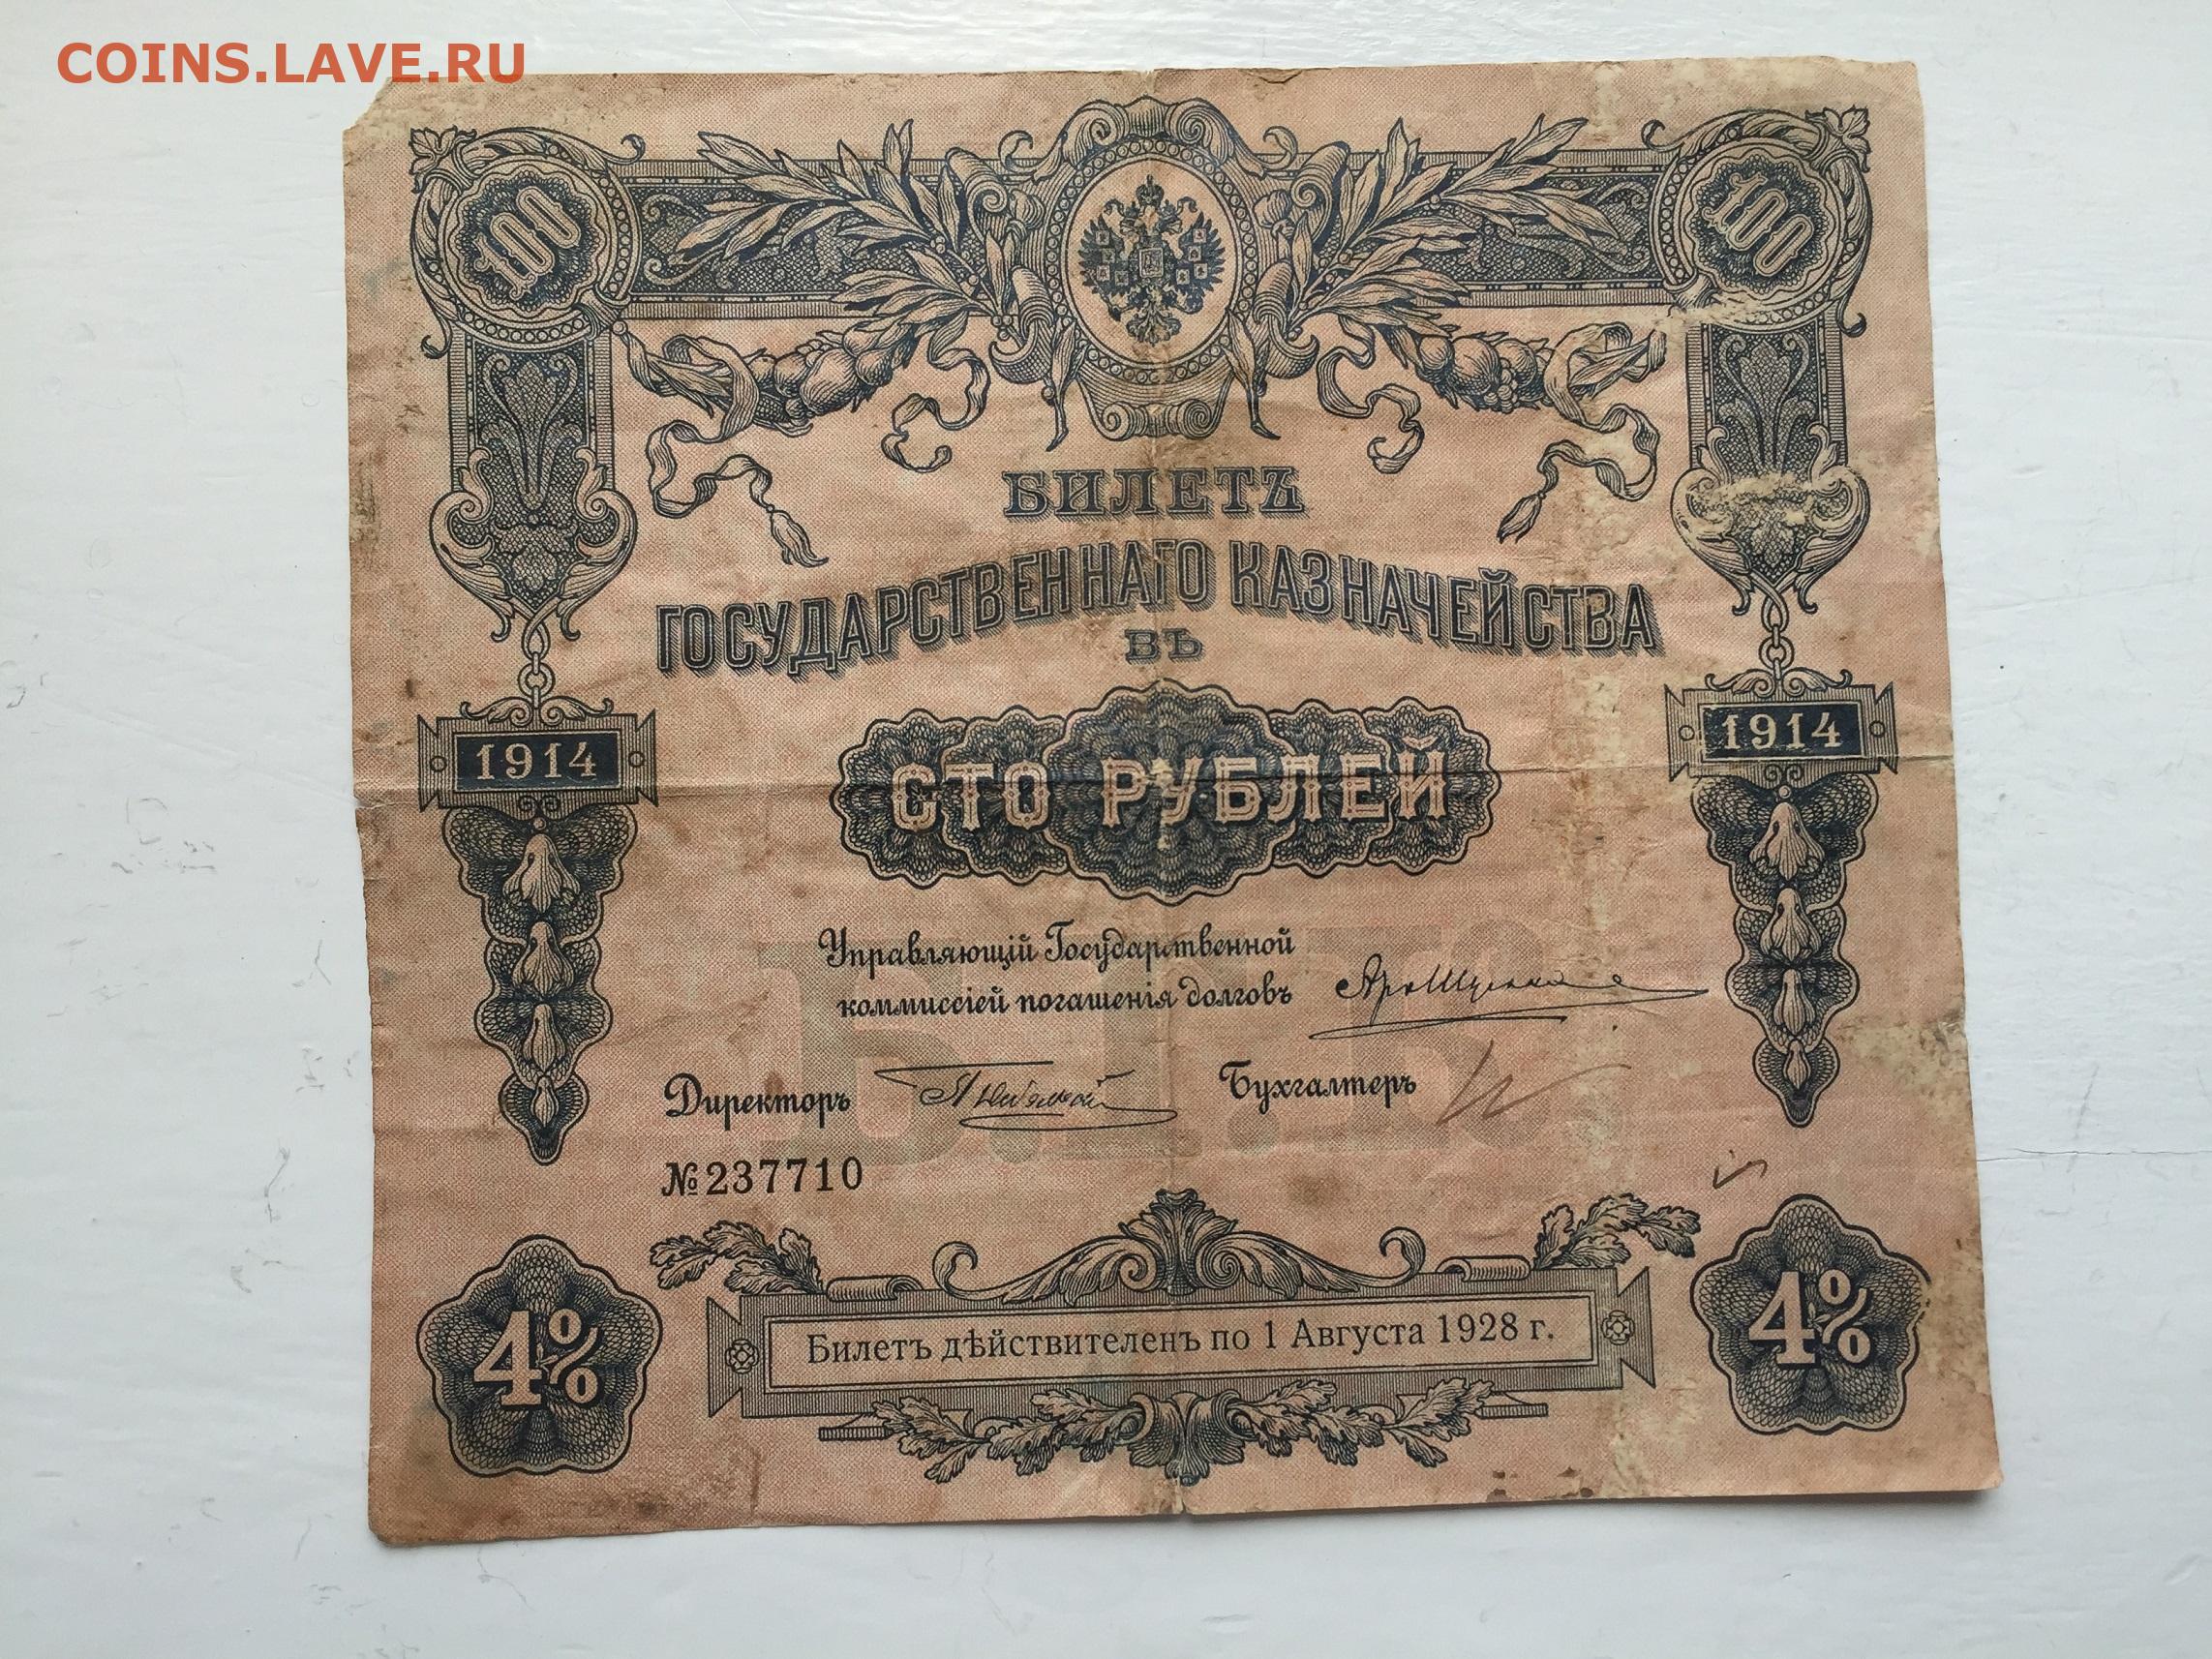 COINS.LAVE.RU
100 100
БИЛЕТЪ
ГОСУДАРСТВЕННАГО КАЗНАЧЕЙСТВА
ВЪ
1914 1914
СТО РУБЛЕЙ
Управляющій Государственной
коммиссіей погашенія долговъ
Директоръ Бухгалтеръ
№237710
4% 4%
Билетъ дѣйствителенъ по 1 Августа 1928 г.